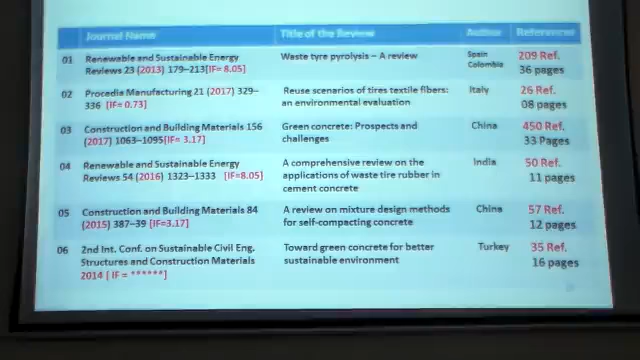 Journal Name Title of the Review Author References
01 Renewable and Sustainable Energy Waste tyre pyrolysis – A review Spain 209 Ref.
Reviews 23 (2013) 179–213[IF= 8.05] Colombia 36 pages
02 Procedia Manufacturing 21 (2017) 329– Reuse scenarios of tires textile fibers: Italy 26 Ref.
336 [IF= 0.73] an environmental evaluation 08 pages
03 Construction and Building Materials 156 Green concrete: Prospects and China 450 Ref.
(2017) 1063–1095[IF= 3.17] challenges 33 Pages
04 Renewable and Sustainable Energy A comprehensive review on the India 50 Ref.
Reviews 54 (2016) 1323–1333 [IF=8.05] applications of waste tire rubber in 11 pages
cement concrete
05 Construction and Building Materials 84 A review on mixture design methods China 57 Ref.
(2015) 387–39 [IF=3.17] for self-compacting concrete 12 pages
06 2nd Int. Conf. on Sustainable Civil Eng. Toward green concrete for better Turkey 35 Ref.
Structures and Construction Materials sustainable environment 16 pages
2014 [ IF = ******]